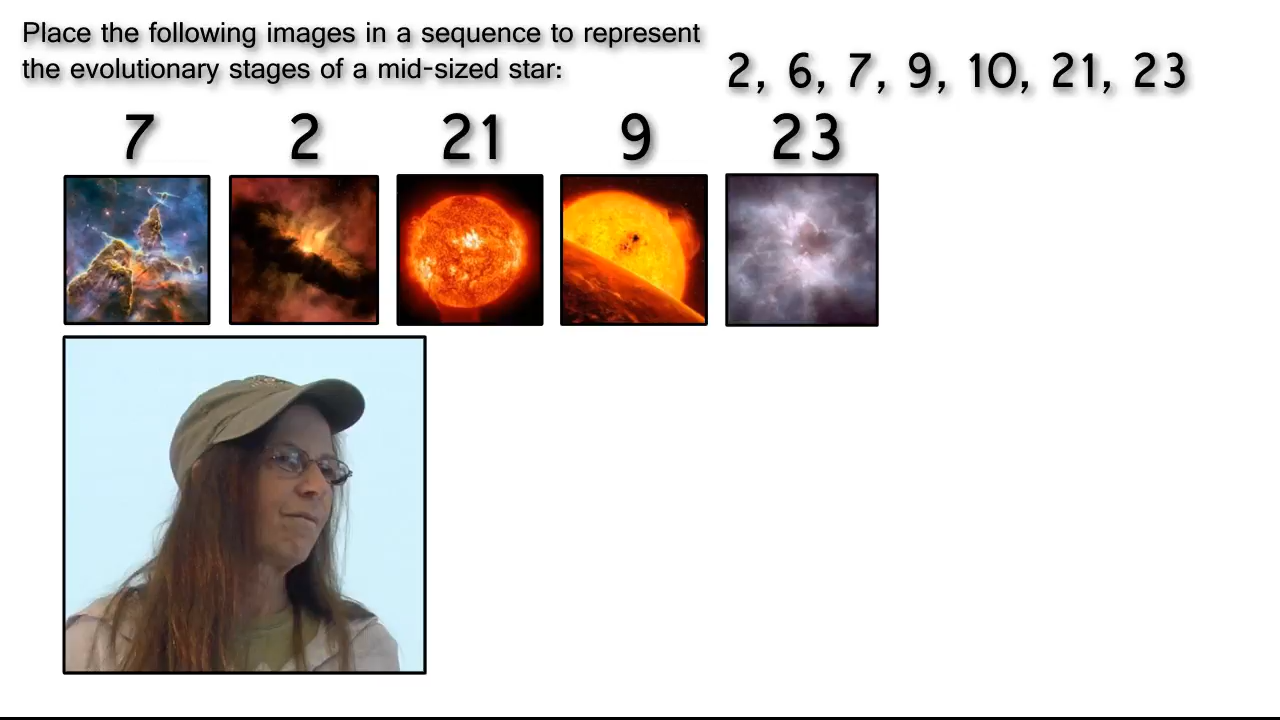 Place the following images in a sequence to represent
the evolutionary stages of a mid-sized star:
2, 6, 7, 9, 10, 21, 23
7 2 21 9 23